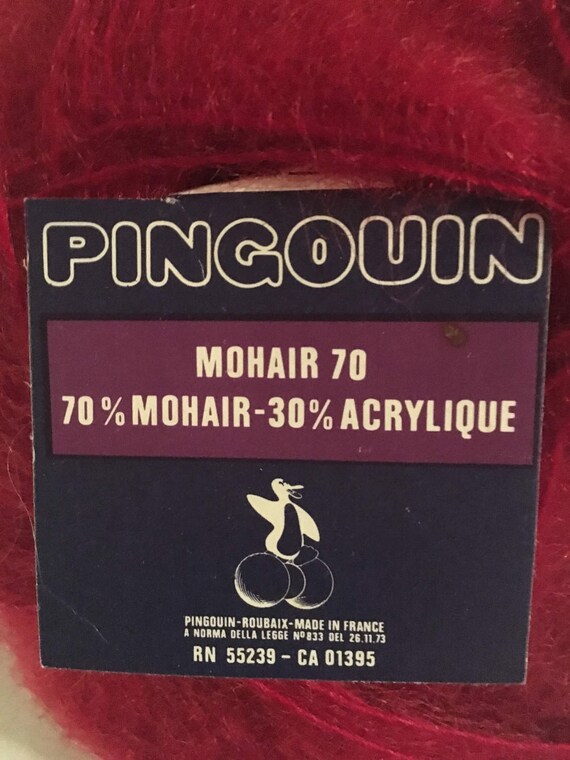 PINGOUIN
MOHAIR 70
70% MOHAIR-30% ACRYLIQUE
PINGOUIN-ROUBAIX-MADE IN FRANCE
A NORMA DELLA LEGGE Nº 833 DEL 26.11.73
RN 55239 - CA 01395